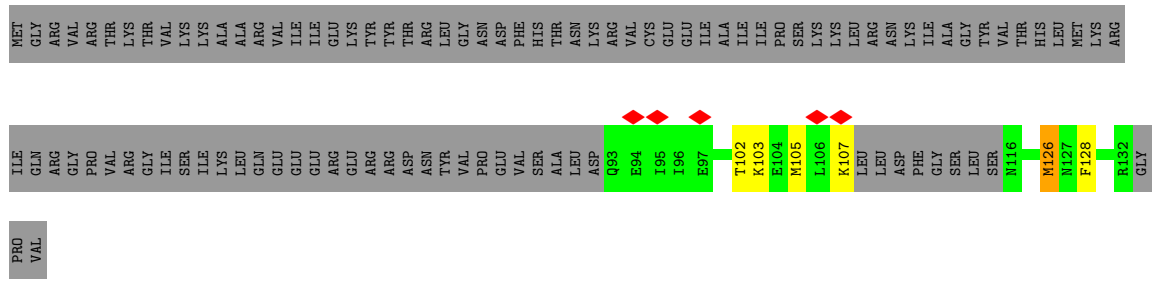 MET GLY ARG VAL ARG THR LYS THR VAL LYS LYS ALA ALA ARG VAL ILE ILE GLU LYS TYR TYR THR ARG LEU GLY ASN ASP PHE HIS THR ASN LYS ARG VAL CYS GLU GLU ILE ALA ILE ILE PRO SER LYS LYS LEU ARG ASN LYS ILE ALA GLY TYR VAL THR HIS LEU MET LYS ARG
ILE GLN ARG GLY PRO VAL ARG GLY ILE SER ILE LYS LEU GLN GLU GLU GLU ARG GLU ARG ARG ASP ASN TYR VAL PRO GLU VAL SER ALA LEU ASP Q93 E94 I95 I96 E97 T102 K103 E104 M105 L106 K107 LEU LEU ASP PHE GLY SER LEU SER N116 M126 N127 F128 R132 GLY
PRO VAL